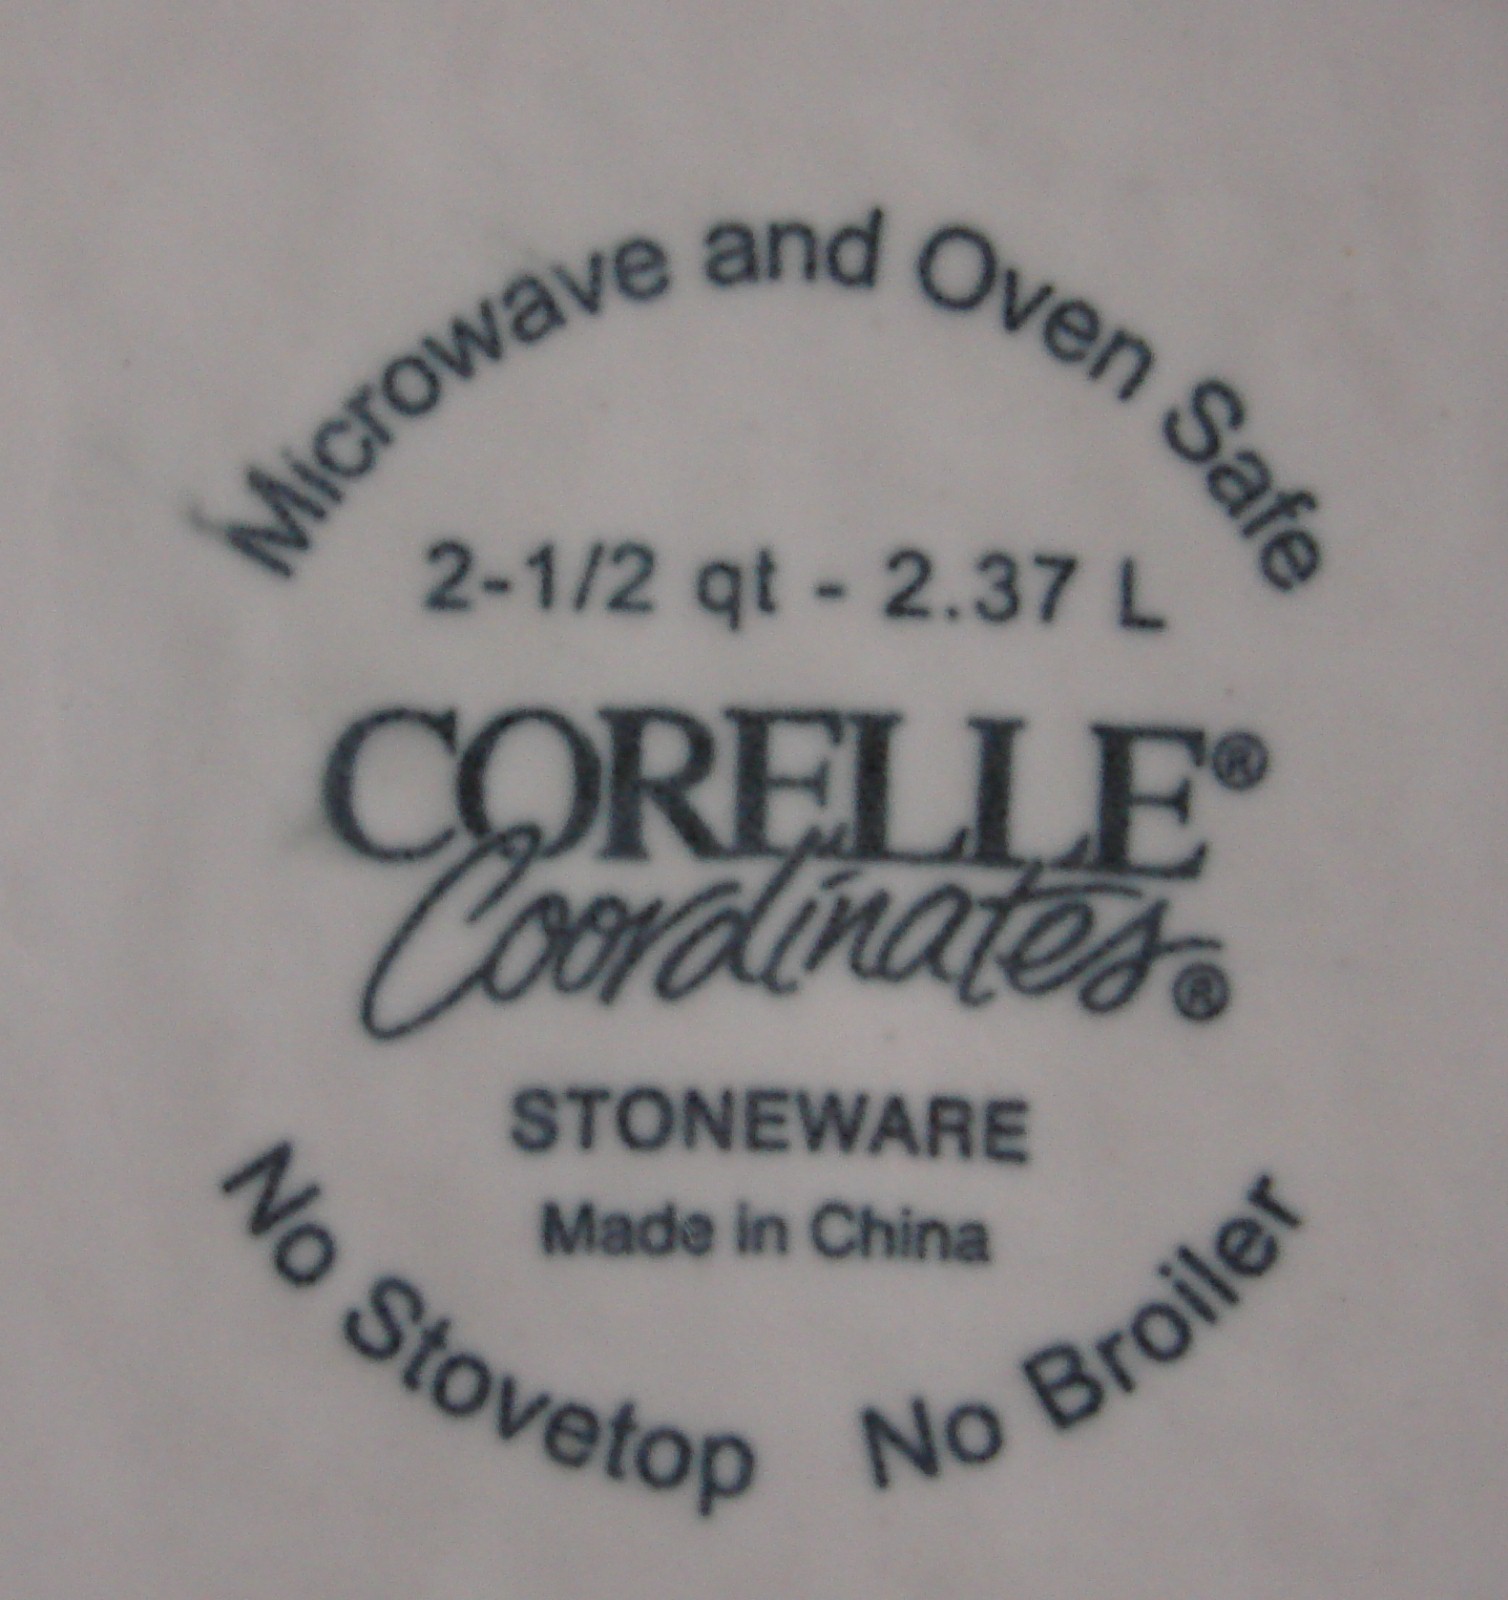 Microwave and Oven Safe
2-1/2 qt - 2.37 L
CORELLE®
Coordinates®
STONEWARE
Made in China
No Stovetop No Broiler